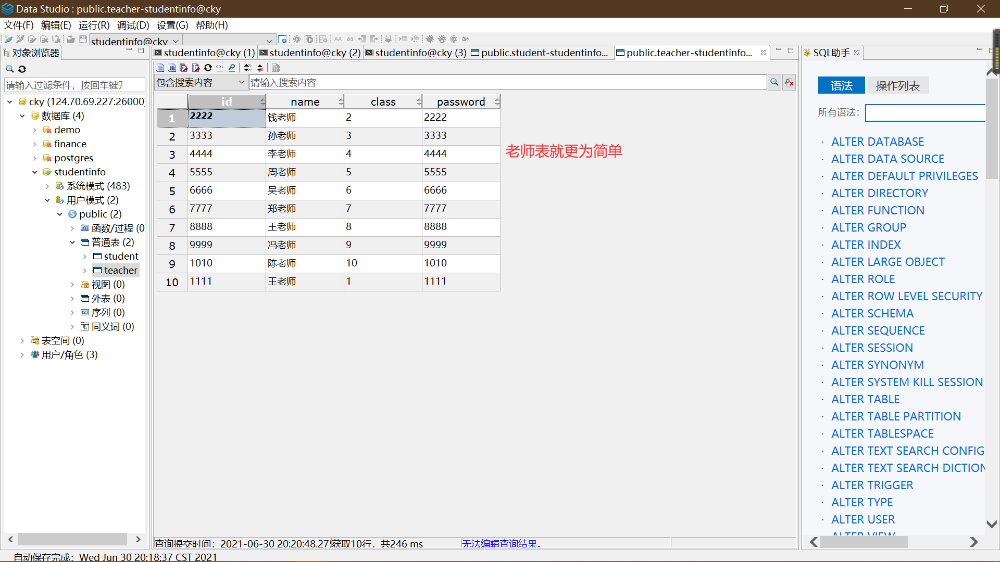 Data Studio : public.teacher-studentinfo@cky
文件(F) 编辑(E) 运行(R) 调试(D) 设置(G) 帮助(H)
studentinfo@cky
对象浏览器
请输入过滤条件，按回车键
cky (124.70.69.227:26000)
数据库 (4)
demo
finance
postgres
studentinfo
系统模式 (483)
用户模式 (2)
public (2)
函数/过程 (0)
普通表 (2)
student
teacher
视图 (0)
外表 (0)
序列 (0)
同义词 (0)
表空间 (0)
用户/角色 (3)
studentinfo@cky (1) studentinfo@cky (2) studentinfo@cky (3) public.student-studentinfo... public.teacher-studentinfo...
包含搜索内容 请输入搜索内容
id name class password
1 2222 钱老师 2 2222
2 3333 孙老师 3 3333
3 4444 李老师 4 4444
4 5555 周老师 5 5555
5 6666 吴老师 6 6666
6 7777 郑老师 7 7777
7 8888 王老师 8 8888
8 9999 冯老师 9 9999
9 1010 陈老师 10 1010
10 1111 王老师 1 1111
老师表就更为简单
查询提交时间：2021-06-30 20:20:48.27 获取10行，共246 ms 无法编辑查询结果。
SQL助手
语法 操作列表
所有语法：
· ALTER DATABASE
· ALTER DATA SOURCE
· ALTER DEFAULT PRIVILEGES
· ALTER DIRECTORY
· ALTER FUNCTION
· ALTER GROUP
· ALTER INDEX
· ALTER LARGE OBJECT
· ALTER ROLE
· ALTER ROW LEVEL SECURITY
· ALTER SCHEMA
· ALTER SEQUENCE
· ALTER SESSION
· ALTER SYNONYM
· ALTER SYSTEM KILL SESSION
· ALTER TABLE
· ALTER TABLE PARTITION
· ALTER TABLESPACE
· ALTER TEXT SEARCH CONFIG
· ALTER TEXT SEARCH DICTION
· ALTER TRIGGER
· ALTER TYPE
· ALTER USER
· ALTER VIEW
自动保存完成：Wed Jun 30 20:18:37 CST 2021